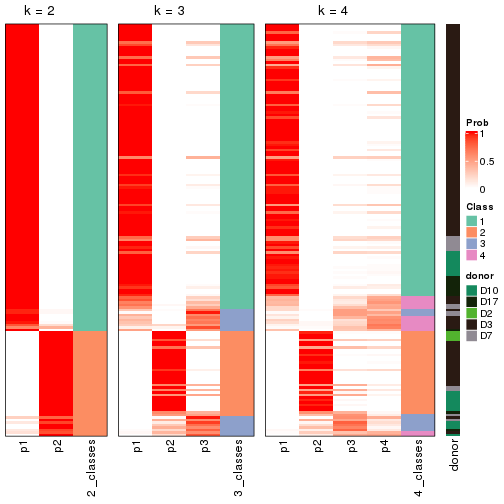 k = 2
k = 3
k = 4
p1
p2
2_classes
p1
p2
p3
3_classes
p1
p2
p3
p4
4_classes
donor
Prob
1
0.5
0
Class
1
2
3
4
donor
D10
D17
D2
D3
D7